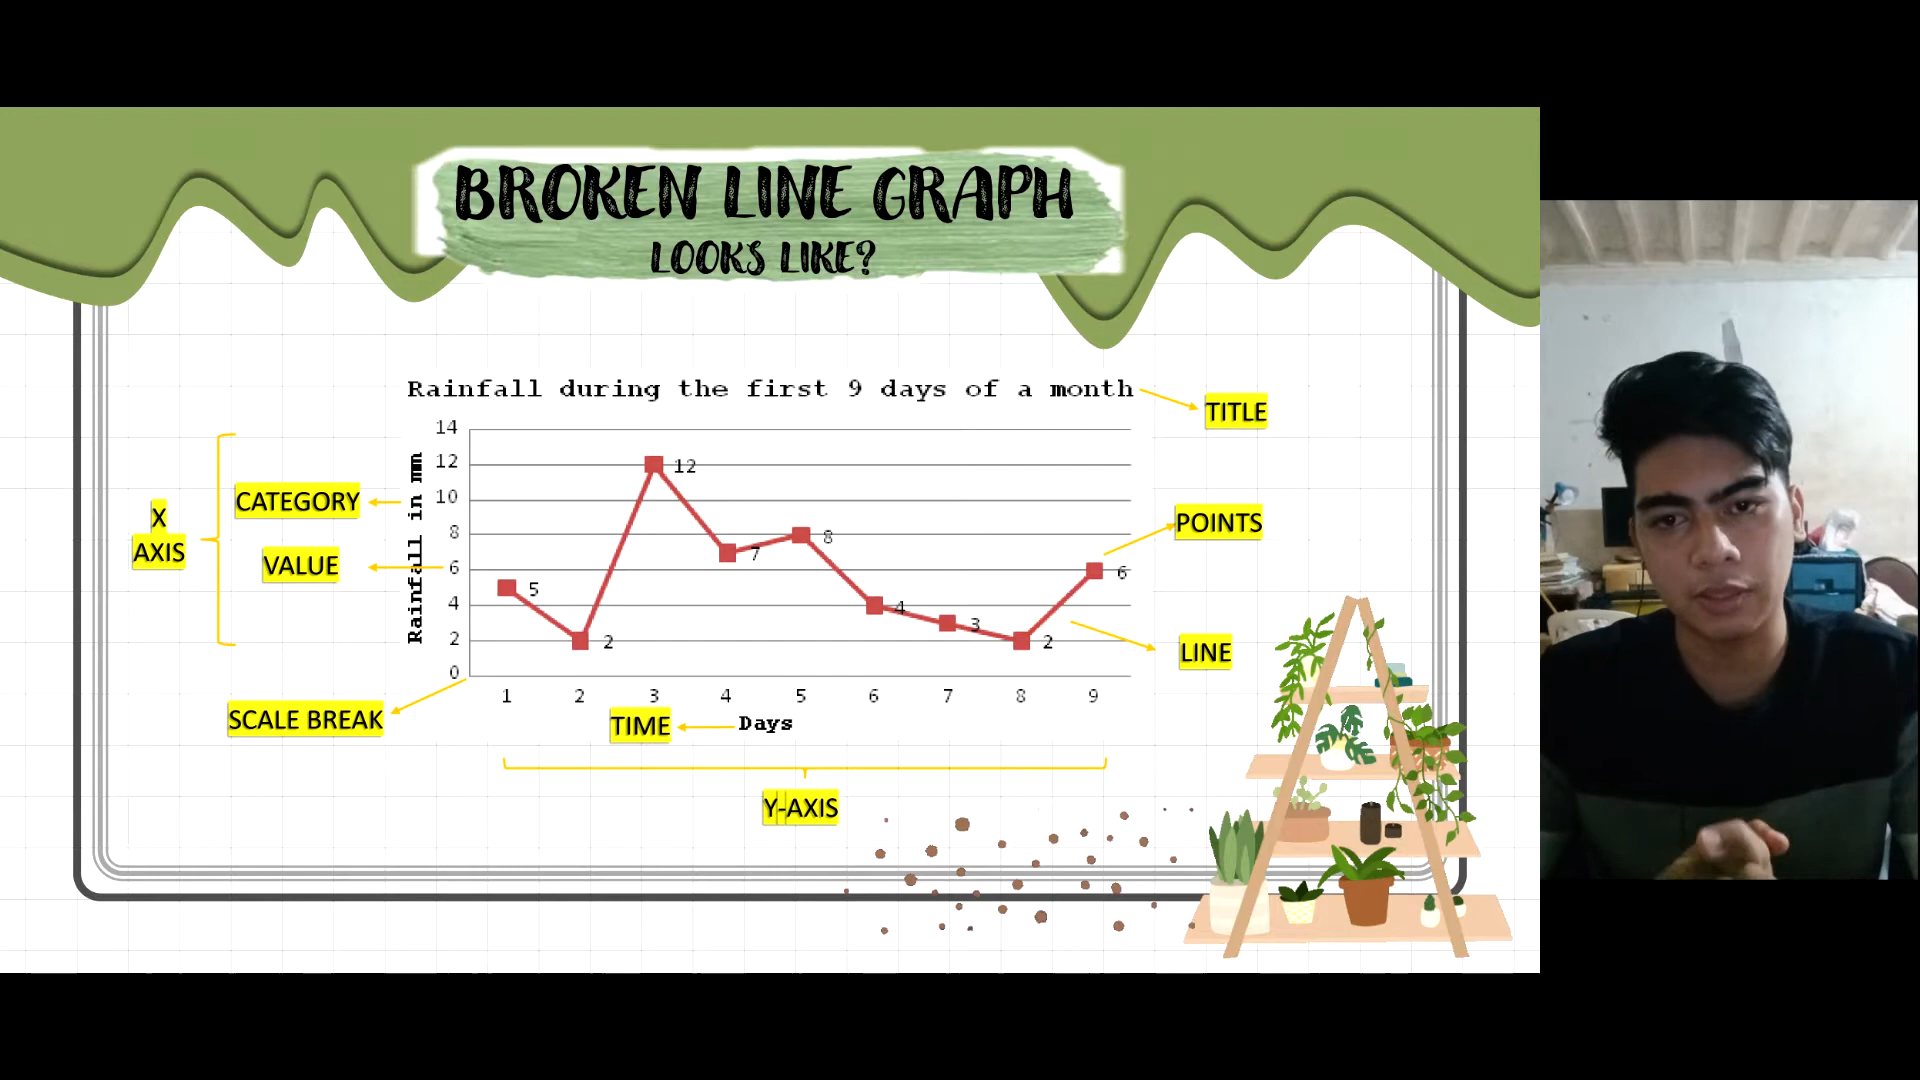 BROKEN LINE GRAPH
LOOKS LIKE?
Rainfall during the first 9 days of a month
TITLE
14
12
10
8
6
4
2
0
Rainfall in mm
X
AXIS
CATEGORY
VALUE
SCALE BREAK
5
2
12
7
8
4
3
2
6
POINTS
LINE
1 2 3 4 5 6 7 8 9
TIME
Days
Y-AXIS